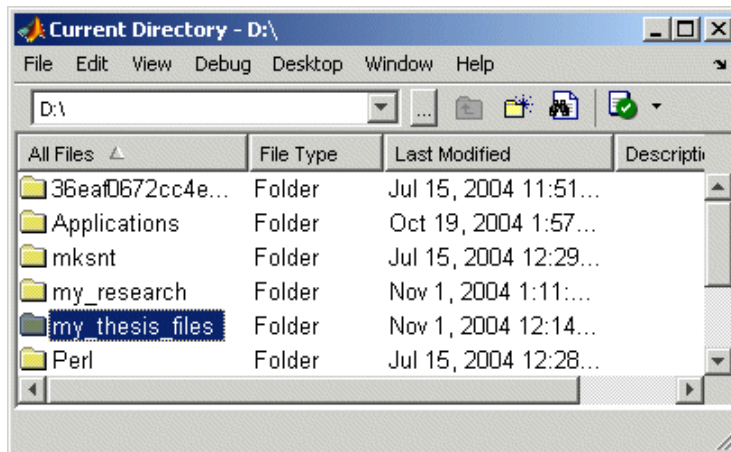 Current Directory - D:\
File Edit View Debug Desktop Window Help
D:\ ...
All Files File Type Last Modified Descripti
36eaf0672cc4e... Folder Jul 15, 2004 11:51...
Applications Folder Oct 19, 2004 1:57...
mksnt Folder Jul 15, 2004 12:29...
my_research Folder Nov 1, 2004 1:11:...
my_thesis_files Folder Nov 1, 2004 12:14...
Perl Folder Jul 15, 2004 12:28...